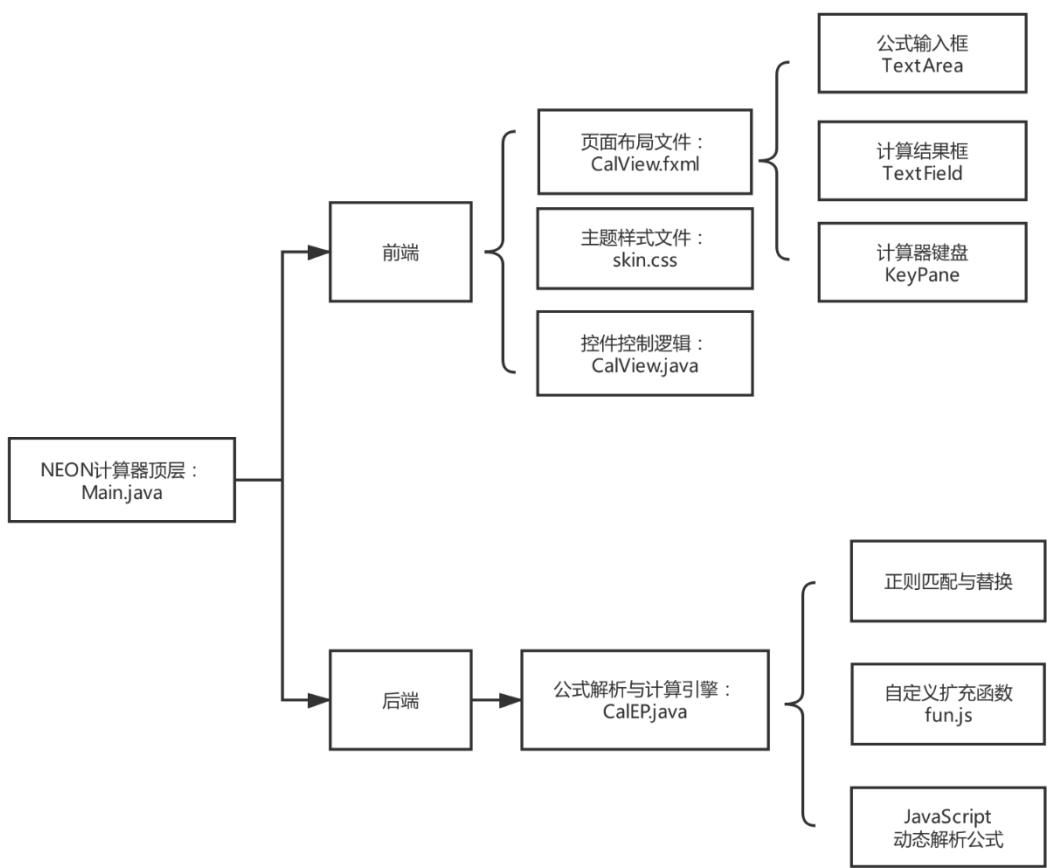 NEON计算器顶层：
Main.java
前端
页面布局文件：
CalView.fxml
公式输入框
TextArea
计算结果框
TextField
计算器键盘
KeyPane
主题样式文件：
skin.css
控件控制逻辑：
CalView.java
后端
公式解析与计算引擎：
CalEP.java
正则匹配与替换
自定义扩充函数
fun.js
JavaScript
动态解析公式